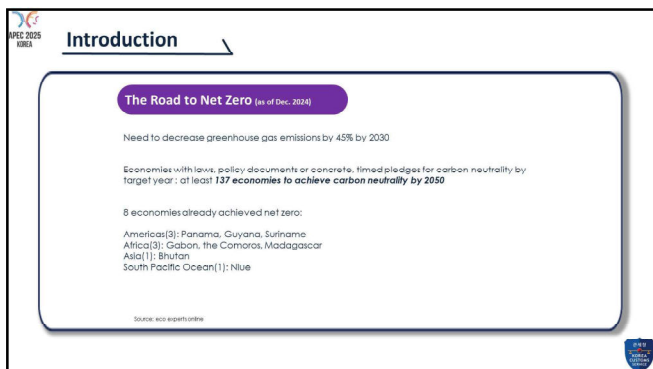 APEC 2025
KOREA
Introduction
The Road to Net Zero (as of Dec. 2024)
Need to decrease greenhouse gas emissions by 45% by 2030
Economies with laws, policy documents or concrete, timed pledges for carbon neutrality by
target year : at least 137 economies to achieve carbon neutrality by 2050
8 economies already achieved net zero:
Americas(3): Panama, Guyana, Suriname
Africa(3): Gabon, the Comoros, Madagascar
Asia(1): Bhutan
South Pacific Ocean(1): Niue
Source: eco experts online
관세청
KOREA
CUSTOMS
SERVICE